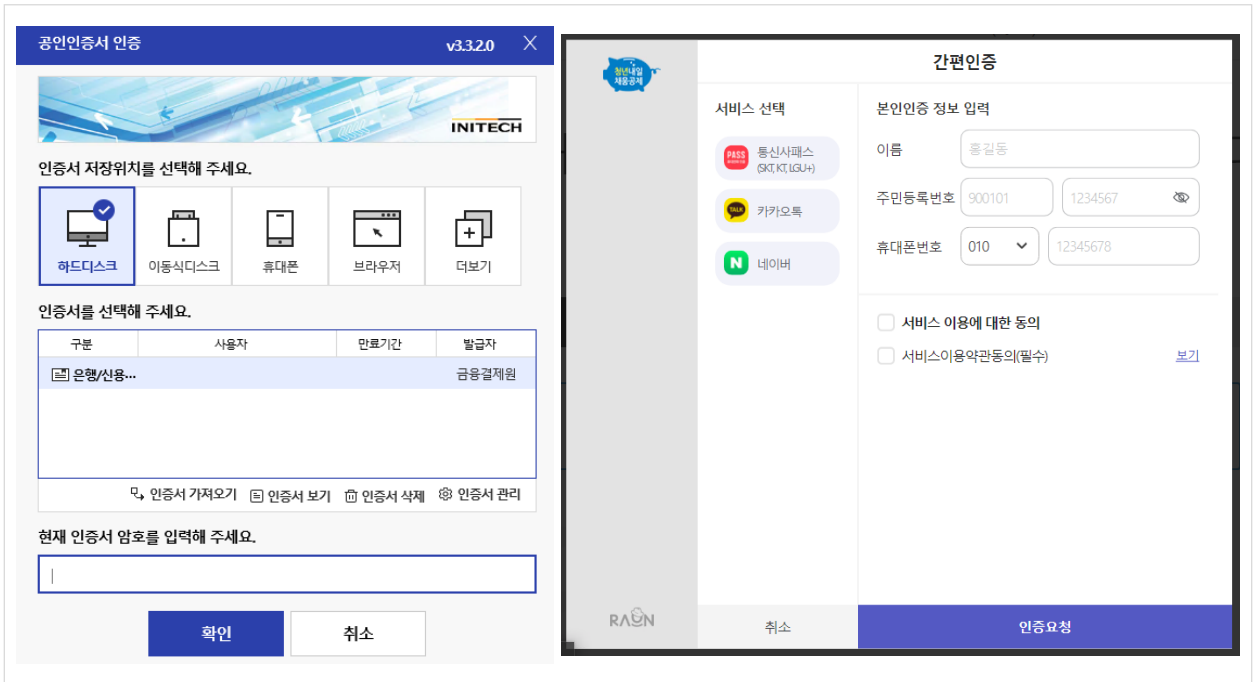 공인인증서 인증
v3.3.2.0
INITECH
인증서 저장위치를 선택해 주세요.
하드디스크 이동식디스크 휴대폰 브라우저 더보기
인증서를 선택해 주세요.
구분 사용자 만료기간 발급자
은행/신용... 금융결제원
인증서 가져오기 인증서 보기 인증서 삭제 인증서 관리
현재 인증서 암호를 입력해 주세요.
확인 취소
청년내일
채움공제
RAON
간편인증
서비스 선택
PASS
통신사패스
(SKT, KT, LGU+)
TALK
카카오톡
N
네이버
취소
본인인증 정보 입력
이름 홍길동
주민등록번호 900101 1234567
휴대폰번호 010 12345678
서비스 이용에 대한 동의
서비스이용약관동의(필수) 보기
인증요청